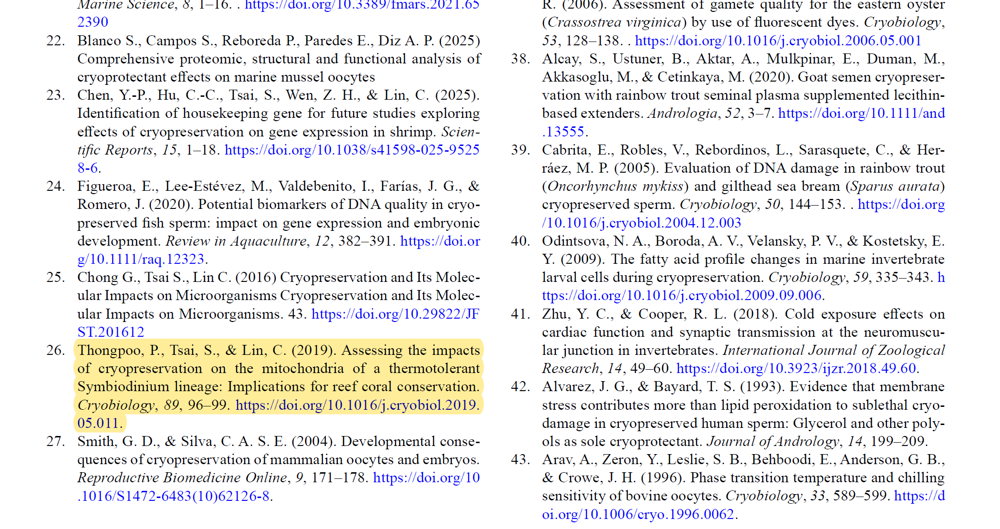 Marine Science, 8, 1–16. . https://doi.org/10.3389/fmars.2021.65
2390
22. Blanco S., Campos S., Reboreda P., Paredes E., Diz A. P. (2025)
Comprehensive proteomic, structural and functional analysis of
cryoprotectant effects on marine mussel oocytes
23. Chen, Y.-P., Hu, C.-C., Tsai, S., Wen, Z. H., & Lin, C. (2025).
Identification of housekeeping gene for future studies exploring
effects of cryopreservation on gene expression in shrimp. Scien-
tific Reports, 15, 1–18. https://doi.org/10.1038/s41598-025-9525
8-6.
24. Figueroa, E., Lee-Estévez, M., Valdebenito, I., Farías, J. G., &
Romero, J. (2020). Potential biomarkers of DNA quality in cryo-
preserved fish sperm: impact on gene expression and embryonic
development. Review in Aquaculture, 12, 382–391. https://doi.or
g/10.1111/raq.12323.
25. Chong G., Tsai S., Lin C. (2016) Cryopreservation and Its Molec-
ular Impacts on Microorganisms Cryopreservation and Its Molec-
ular Impacts on Microorganisms. 43. https://doi.org/10.29822/JF
ST.201612
26. Thongpoo, P., Tsai, S., & Lin, C. (2019). Assessing the impacts
of cryopreservation on the mitochondria of a thermotolerant
Symbiodinium lineage: Implications for reef coral conservation.
Cryobiology, 89, 96–99. https://doi.org/10.1016/j.cryobiol.2019.
05.011.
27. Smith, G. D., & Silva, C. A. S. E. (2004). Developmental conse-
quences of cryopreservation of mammalian oocytes and embryos.
Reproductive Biomedicine Online, 9, 171–178. https://doi.org/10
.1016/S1472-6483(10)62126-8.
R. (2006). Assessment of gamete quality for the eastern oyster
(Crassostrea virginica) by use of fluorescent dyes. Cryobiology,
53, 128–138. . https://doi.org/10.1016/j.cryobiol.2006.05.001
38. Alcay, S., Ustuner, B., Aktar, A., Mulkpinar, E., Duman, M.,
Akkasoglu, M., & Cetinkaya, M. (2020). Goat semen cryopreser-
vation with rainbow trout seminal plasma supplemented lecithin-
based extenders. Andrologia, 52, 3–7. https://doi.org/10.1111/and
.13555.
39. Cabrita, E., Robles, V., Rebordinos, L., Sarasquete, C., & Her-
ráez, M. P. (2005). Evaluation of DNA damage in rainbow trout
(Oncorhynchus mykiss) and gilthead sea bream (Sparus aurata)
cryopreserved sperm. Cryobiology, 50, 144–153. . https://doi.org
/10.1016/j.cryobiol.2004.12.003
40. Odintsova, N. A., Boroda, A. V., Velansky, P. V., & Kostetsky, E.
Y. (2009). The fatty acid profile changes in marine invertebrate
larval cells during cryopreservation. Cryobiology, 59, 335–343. h
ttps://doi.org/10.1016/j.cryobiol.2009.09.006.
41. Zhu, Y. C., & Cooper, R. L. (2018). Cold exposure effects on
cardiac function and synaptic transmission at the neuromuscu-
lar junction in invertebrates. International Journal of Zoological
Research, 14, 49–60. https://doi.org/10.3923/ijzr.2018.49.60.
42. Alvarez, J. G., & Bayard, T. S. (1993). Evidence that membrane
stress contributes more than lipid peroxidation to sublethal cryo-
damage in cryopreserved human sperm: Glycerol and other poly-
ols as sole cryoprotectant. Journal of Andrology, 14, 199–209.
43. Arav, A., Zeron, Y., Leslie, S. B., Behboodi, E., Anderson, G. B.,
& Crowe, J. H. (1996). Phase transition temperature and chilling
sensitivity of bovine oocytes. Cryobiology, 33, 589–599. https://d
oi.org/10.1006/cryo.1996.0062.